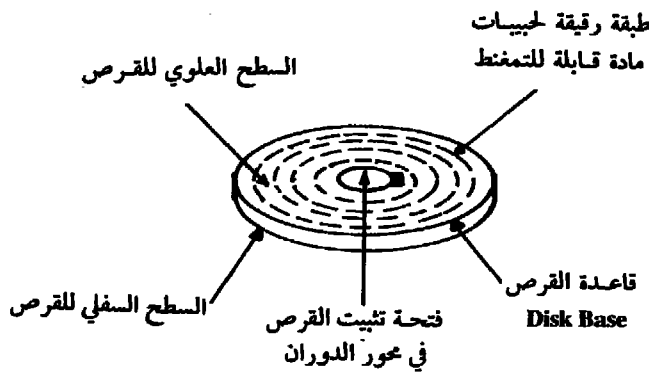 طبقة رقيقة لحبيبات
مادة قابلة للتمغنط
السطح العلوي للقرص
قاعدة القرص
Disk Base
فتحة تثبيت القرص
في محور الدوران
السطح السفلي للقرص